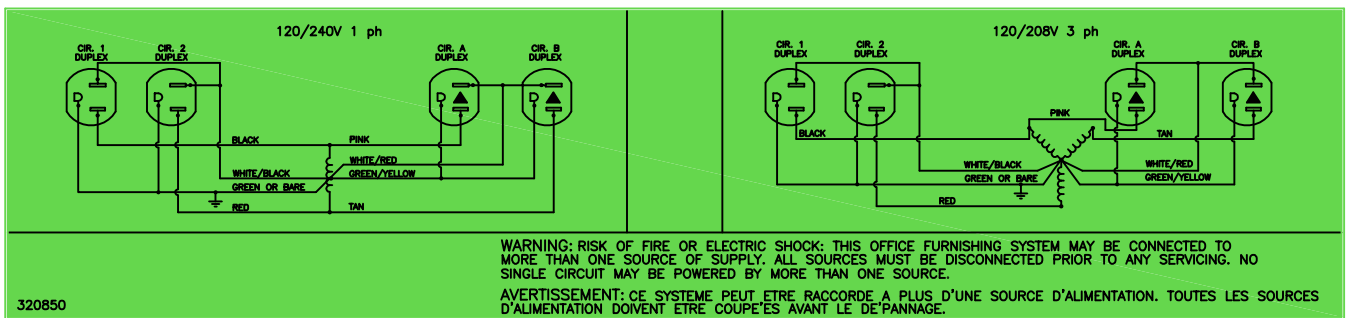 120/240V 1 ph
CIR. 1
DUPLEX
CIR. 2
DUPLEX
CIR. A
DUPLEX
CIR. B
DUPLEX
BLACK
PINK
WHITE/RED
WHITE/BLACK
GREEN/YELLOW
GREEN OR BARE
RED
TAN
120/208V 3 ph
CIR. 1
DUPLEX
CIR. 2
DUPLEX
CIR. A
DUPLEX
CIR. B
DUPLEX
PINK
BLACK
TAN
WHITE/BLACK
WHITE/RED
GREEN OR BARE
GREEN/YELLOW
RED
WARNING: RISK OF FIRE OR ELECTRIC SHOCK: THIS OFFICE FURNISHING SYSTEM MAY BE CONNECTED TO
MORE THAN ONE SOURCE OF SUPPLY. ALL SOURCES MUST BE DISCONNECTED PRIOR TO ANY SERVICING. NO
SINGLE CIRCUIT MAY BE POWERED BY MORE THAN ONE SOURCE.
AVERTISSEMENT: CE SYSTEME PEUT ETRE RACCORDE A PLUS D'UNE SOURCE D'ALIMENTATION. TOUTES LES SOURCES
D'ALIMENTATION DOIVENT ETRE COUPE'ES AVANT LE DE'PANNAGE.
320850